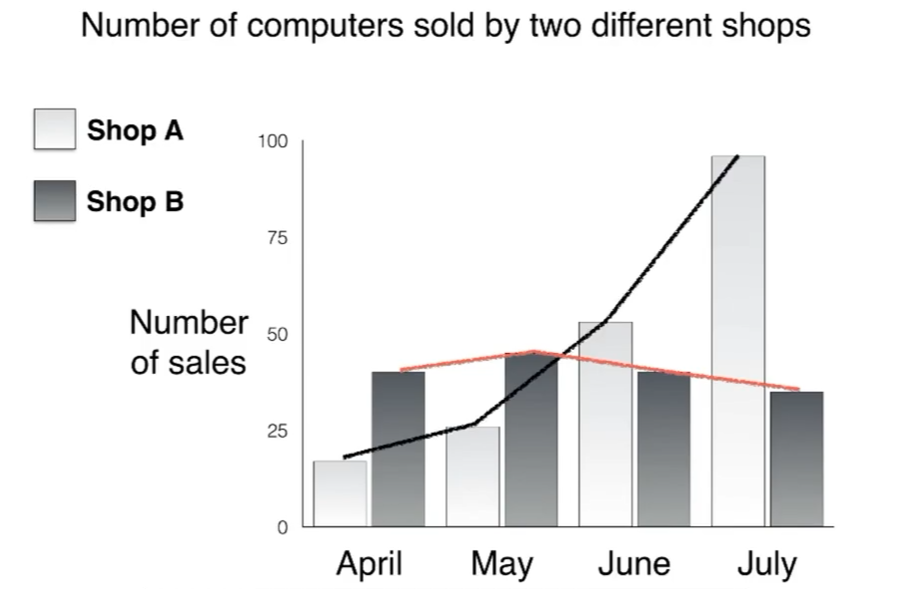 Number of computers sold by two different shops
Shop A
Shop B
100
75
50
25
0
Number
of sales
April
May
June
July